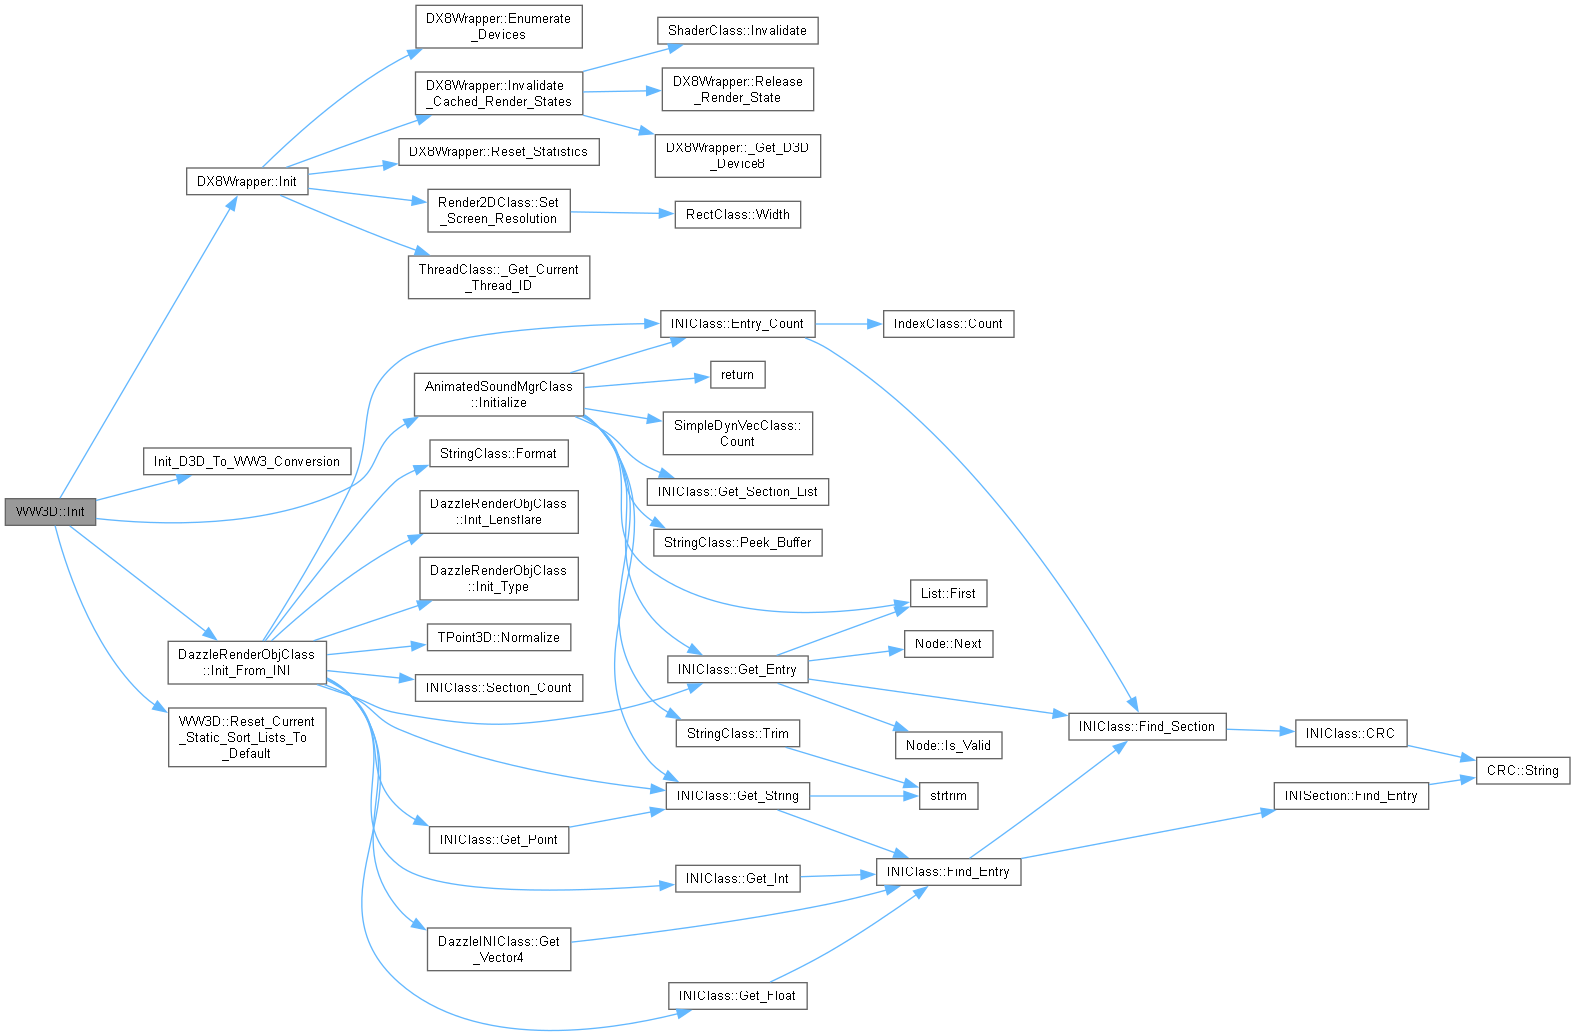 WW3D::Init
DX8Wrapper::Init
Init_D3D_To_WW3_Conversion
DazzleRenderObjClass
::Init_From_INI
WW3D::Reset_Current
_Static_Sort_Lists_To
_Default
DX8Wrapper::Enumerate
_Devices
DX8Wrapper::Invalidate
_Cached_Render_States
DX8Wrapper::Reset_Statistics
Render2DClass::Set
_Screen_Resolution
ThreadClass::_Get_Current
_Thread_ID
AnimatedSoundMgrClass
::Initialize
StringClass::Format
DazzleRenderObjClass
::Init_Lensflare
DazzleRenderObjClass
::Init_Type
TPoint3D::Normalize
INIClass::Section_Count
INIClass::Get_Point
DazzleINIClass::Get
_Vector4
ShaderClass::Invalidate
DX8Wrapper::Release
_Render_State
DX8Wrapper::_Get_D3D
_Device8
RectClass::Width
INIClass::Entry_Count
return
SimpleDynVecClass::
Count
INIClass::Get_Section_List
StringClass::Peek_Buffer
INIClass::Get_Entry
StringClass::Trim
INIClass::Get_String
INIClass::Get_Int
INIClass::Get_Float
IndexClass::Count
List::First
Node::Next
Node::Is_Valid
strtrim
INIClass::Find_Entry
INIClass::Find_Section
INIClass::CRC
INISection::Find_Entry
CRC::String